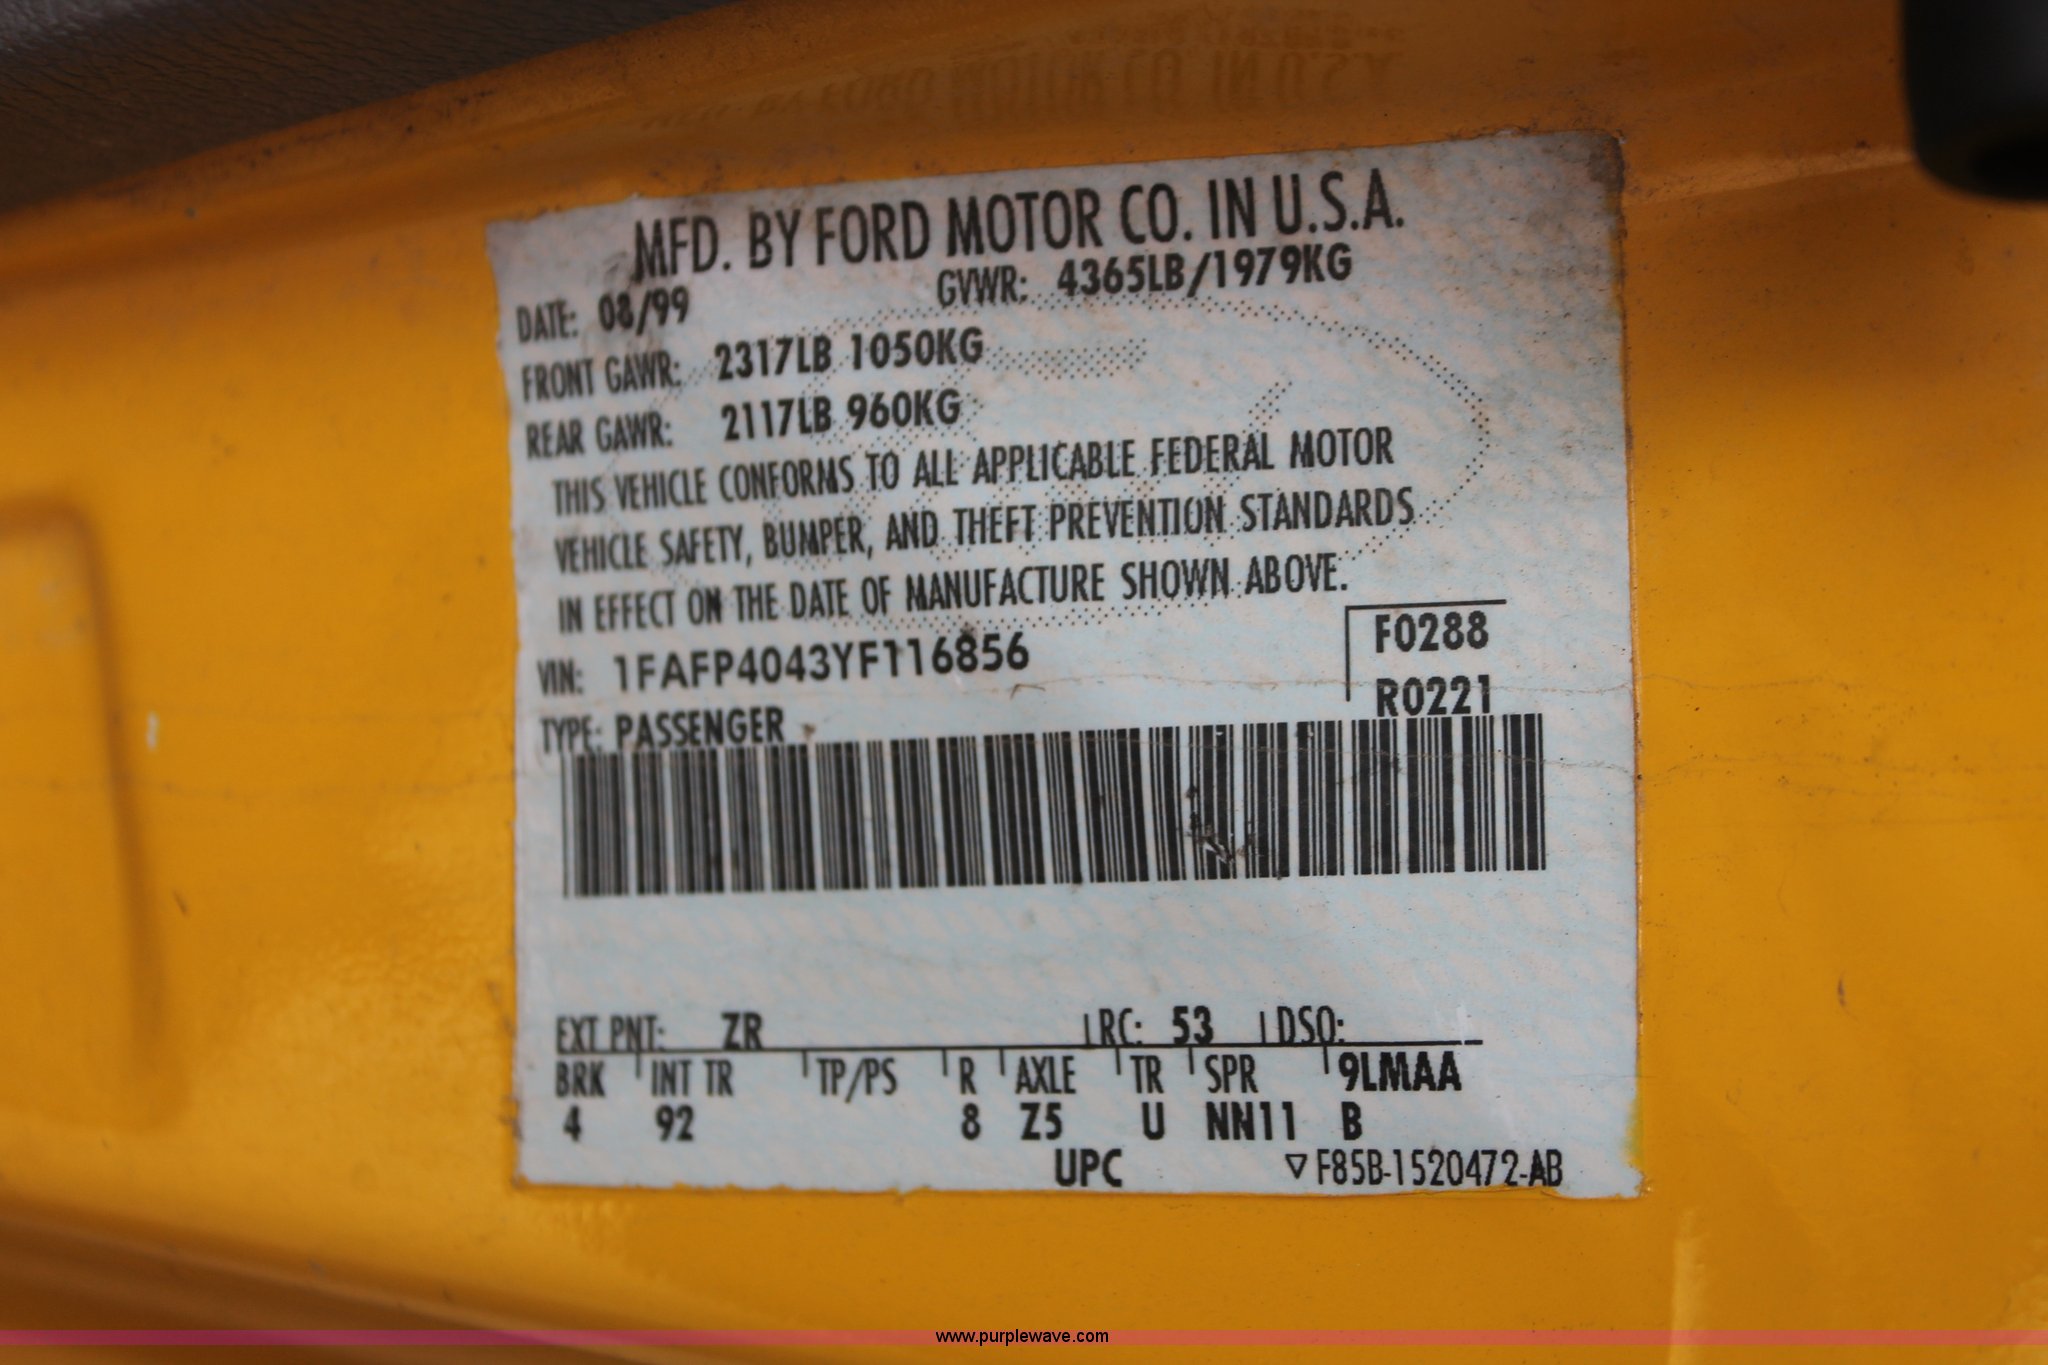 MFD. BY FORD MOTOR CO. IN U.S.A.
DATE: 08/99 GVWR: 4365LB/1979KG
FRONT GAWR: 2317LB 1050KG
REAR GAWR: 2117LB 960KG
THIS VEHICLE CONFORMS TO ALL APPLICABLE FEDERAL MOTOR
VEHICLE SAFETY, BUMPER, AND THEFT PREVENTION STANDARDS
IN EFFECT ON THE DATE OF MANUFACTURE SHOWN ABOVE.
VIN: 1FAFP4043YF116856 F0288
TYPE: PASSENGER R0221
EXT PNT: ZR RC: 53 DSO:
BRK INT TR TP/PS R AXLE TR SPR 9LMAA
4 92 8 Z5 U NN11 B
UPC ▽F85B-1520472-AB
www.purplewave.com